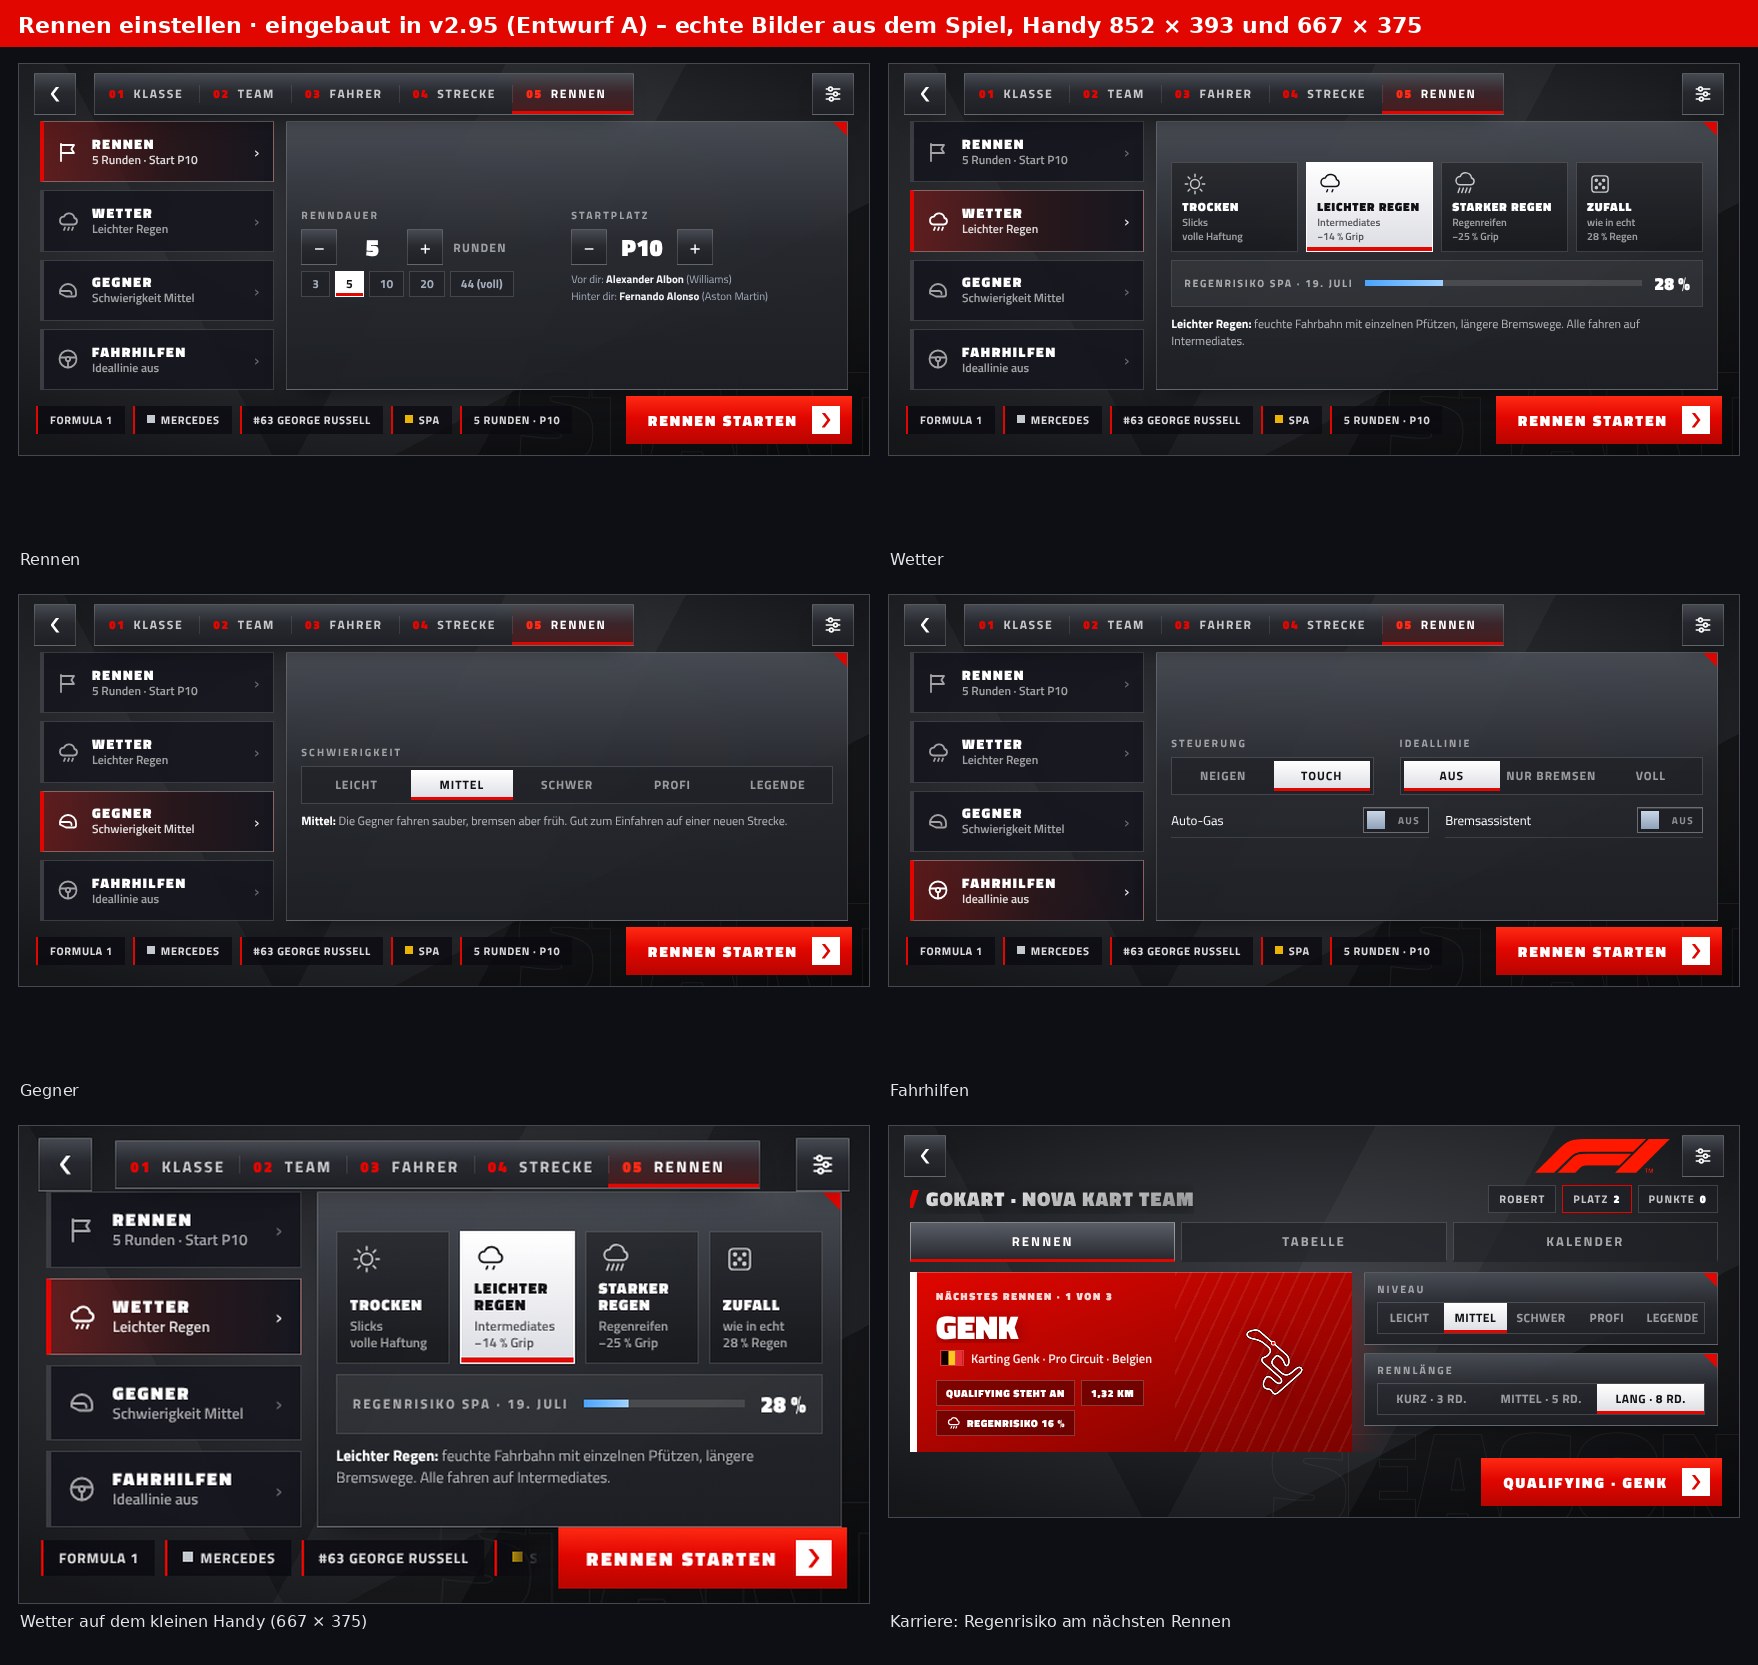 Rennen einstellen · eingebaut in v2.95 (Entwurf A) – echte Bilder aus dem Spiel, Handy 852 × 393 und 667 × 375
01 KLASSE 02 TEAM 03 FAHRER 04 STRECKE 05 RENNEN
RENNEN
5 Runden · Start P10
WETTER
Leichter Regen
GEGNER
Schwierigkeit Mittel
FAHRHILFEN
Ideallinie aus
RENNDAUER
− 5 + RUNDEN
3 5 10 20 44 (voll)
STARTPLATZ
− P10 +
Vor dir: Alexander Albon (Williams)
Hinter dir: Fernando Alonso (Aston Martin)
FORMULA 1 MERCEDES #63 GEORGE RUSSELL SPA 5 RUNDEN · P10
RENNEN STARTEN
Rennen
01 KLASSE 02 TEAM 03 FAHRER 04 STRECKE 05 RENNEN
RENNEN
5 Runden · Start P10
WETTER
Leichter Regen
GEGNER
Schwierigkeit Mittel
FAHRHILFEN
Ideallinie aus
TROCKEN
Slicks
volle Haftung
LEICHTER REGEN
Intermediates
−14 % Grip
STARKER REGEN
Regenreifen
−25 % Grip
ZUFALL
wie in echt
28 % Regen
REGENRISIKO SPA · 19. JULI 28 %
Leichter Regen: feuchte Fahrbahn mit einzelnen Pfützen, längere Bremswege. Alle fahren auf
Intermediates.
FORMULA 1 MERCEDES #63 GEORGE RUSSELL SPA 5 RUNDEN · P10
RENNEN STARTEN
Wetter
01 KLASSE 02 TEAM 03 FAHRER 04 STRECKE 05 RENNEN
RENNEN
5 Runden · Start P10
WETTER
Leichter Regen
GEGNER
Schwierigkeit Mittel
FAHRHILFEN
Ideallinie aus
SCHWIERIGKEIT
LEICHT MITTEL SCHWER PROFI LEGENDE
Mittel: Die Gegner fahren sauber, bremsen aber früh. Gut zum Einfahren auf einer neuen Strecke.
FORMULA 1 MERCEDES #63 GEORGE RUSSELL SPA 5 RUNDEN · P10
RENNEN STARTEN
Gegner
01 KLASSE 02 TEAM 03 FAHRER 04 STRECKE 05 RENNEN
RENNEN
5 Runden · Start P10
WETTER
Leichter Regen
GEGNER
Schwierigkeit Mittel
FAHRHILFEN
Ideallinie aus
STEUERUNG
NEIGEN TOUCH
IDEALLINIE
AUS NUR BREMSEN VOLL
Auto-Gas AUS
Bremsassistent AUS
FORMULA 1 MERCEDES #63 GEORGE RUSSELL SPA 5 RUNDEN · P10
RENNEN STARTEN
Fahrhilfen
01 KLASSE 02 TEAM 03 FAHRER 04 STRECKE 05 RENNEN
RENNEN
5 Runden · Start P10
WETTER
Leichter Regen
GEGNER
Schwierigkeit Mittel
FAHRHILFEN
Ideallinie aus
TROCKEN
Slicks
volle Haftung
LEICHTER
REGEN
Intermediates
−14 % Grip
STARKER
REGEN
Regenreifen
−25 % Grip
ZUFALL
wie in echt
28 % Regen
REGENRISIKO SPA · 19. JULI 28 %
Leichter Regen: feuchte Fahrbahn mit einzelnen Pfützen, längere
Bremswege. Alle fahren auf Intermediates.
FORMULA 1 MERCEDES #63 GEORGE RUSSELL S
RENNEN STARTEN
Wetter auf dem kleinen Handy (667 × 375)
F1 TM
GOKART · NOVA KART TEAM
ROBERT PLATZ 2 PUNKTE 0
RENNEN TABELLE KALENDER
NÄCHSTES RENNEN · 1 VON 3
GENK
Karting Genk · Pro Circuit · Belgien
QUALIFYING STEHT AN 1,32 KM
REGENRISIKO 16 %
NIVEAU
LEICHT MITTEL SCHWER PROFI LEGENDE
RENNLÄNGE
KURZ · 3 RD. MITTEL · 5 RD. LANG · 8 RD.
SEASON
QUALIFYING · GENK
Karriere: Regenrisiko am nächsten Rennen